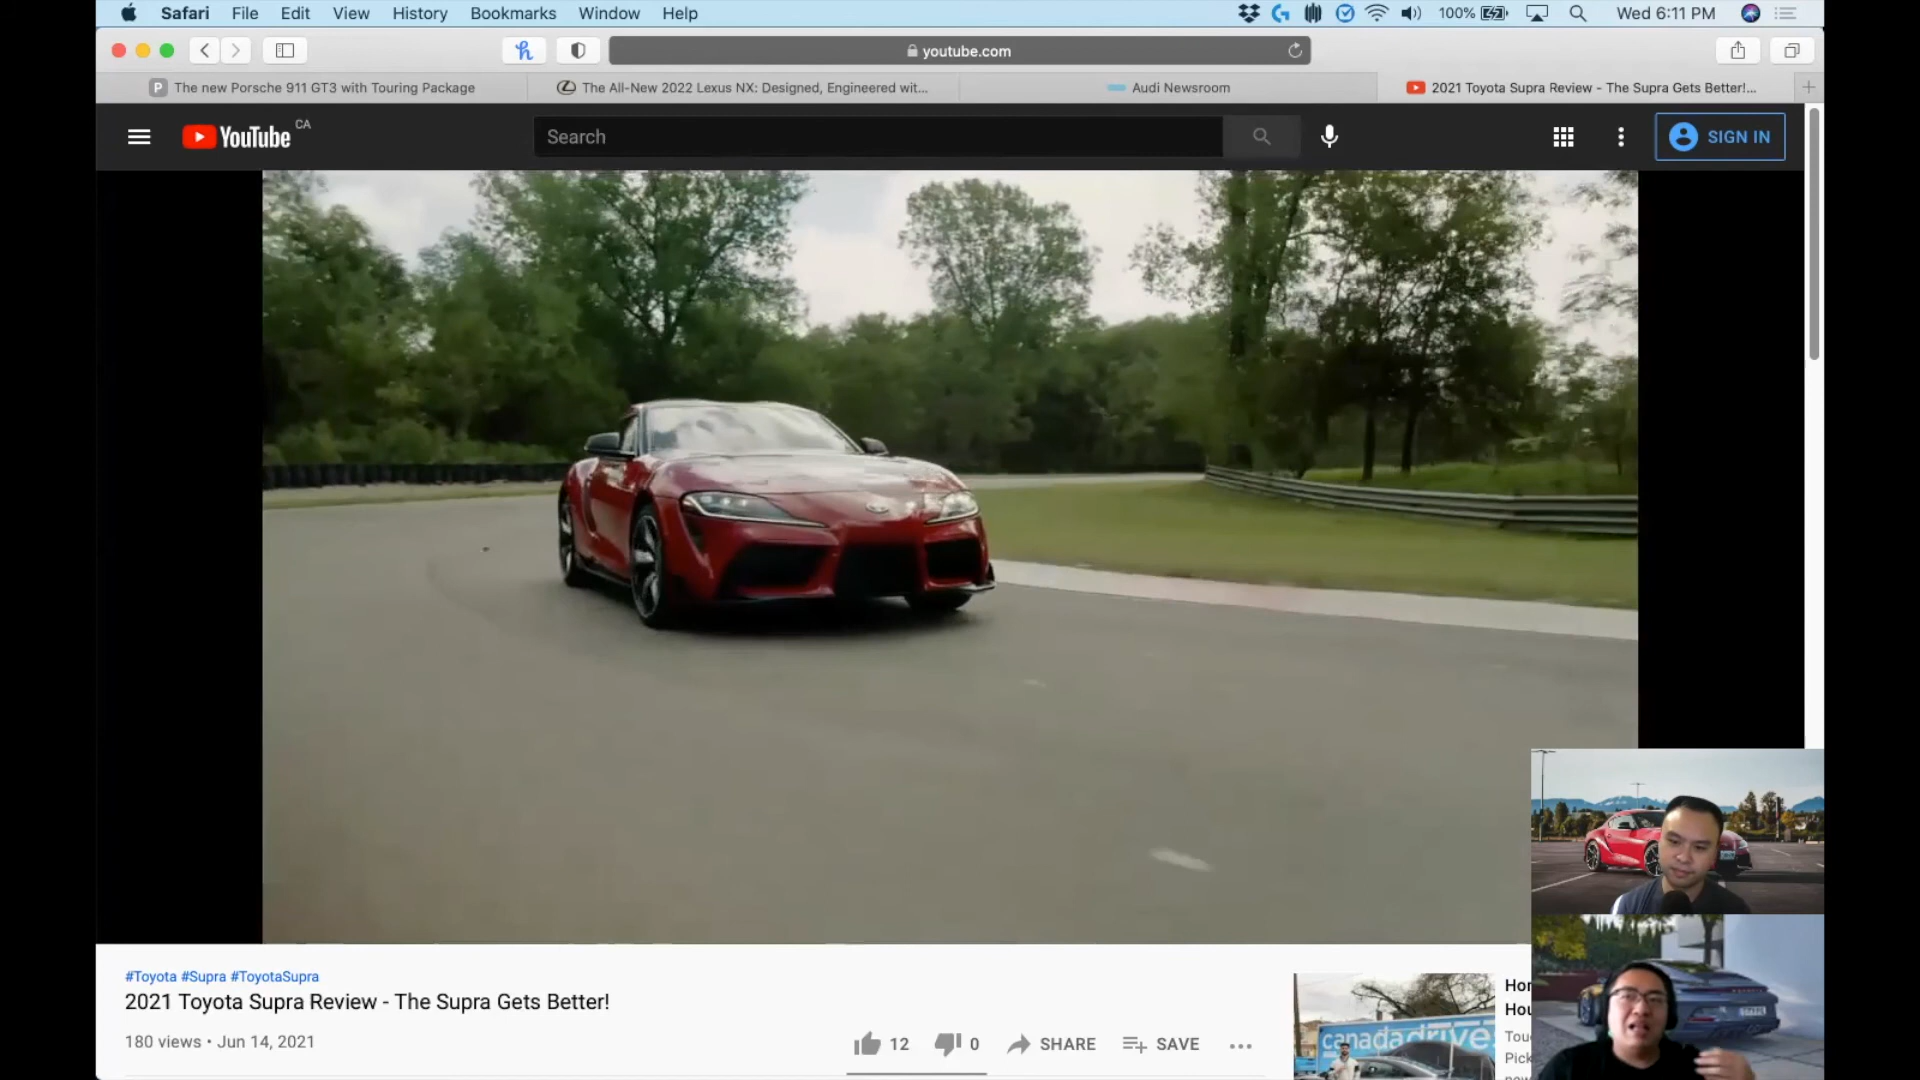 Safari File Edit View History Bookmarks Window Help 100% Wed 6:11 PM
youtube.com
The new Porsche 911 GT3 with Touring Package
The All-New 2022 Lexus NX: Designed, Engineered wit...
Audi Newsroom
2021 Toyota Supra Review - The Supra Gets Better!...
YouTube CA
Search
SIGN IN
#Toyota #Supra #ToyotaSupra
2021 Toyota Supra Review - The Supra Gets Better!
180 views • Jun 14, 2021
12 0 SHARE SAVE
canadadrive